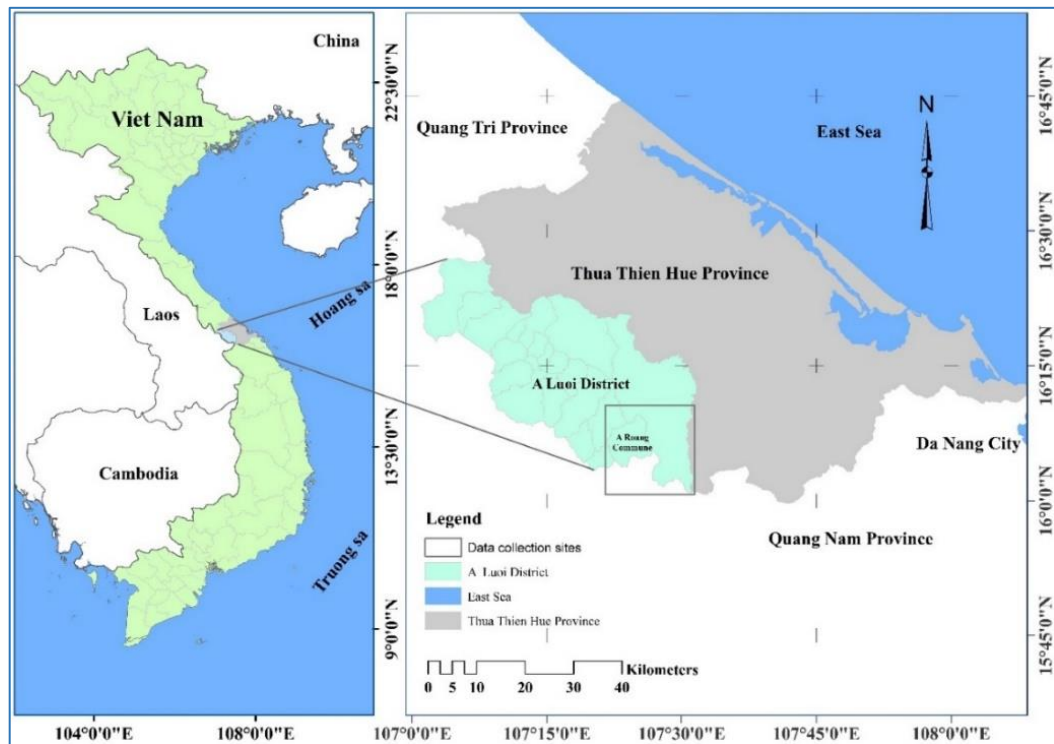 China
Viet Nam
Laos
Hoang sa
Cambodia
Truong sa
22°30'0"N
18°0'0"N
13°30'0"N
9°0'0"N
104°0'0"E
108°0'0"E
Quang Tri Province
East Sea
N
Thua Thien Hue Province
A Luoi District
A Roang
Commune
Da Nang City
Quang Nam Province
Legend
Data collection sites
A Luoi District
East Sea
Thua Thien Hue Province
Kilometers
0 5 10 20 30 40
16°45'0"N
16°30'0"N
16°15'0"N
16°0'0"N
15°45'0"N
107°0'0"E
107°15'0"E
107°30'0"E
107°45'0"E
108°0'0"E